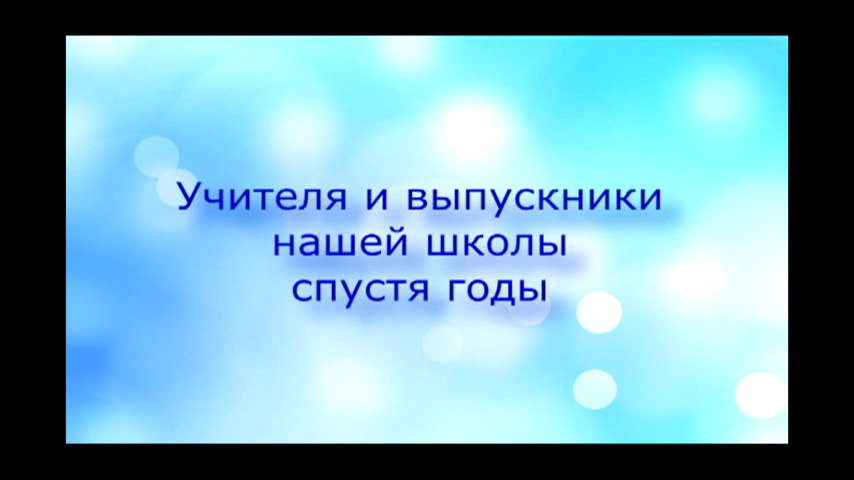 Учителя и выпускники
нашей школы
спустя годы